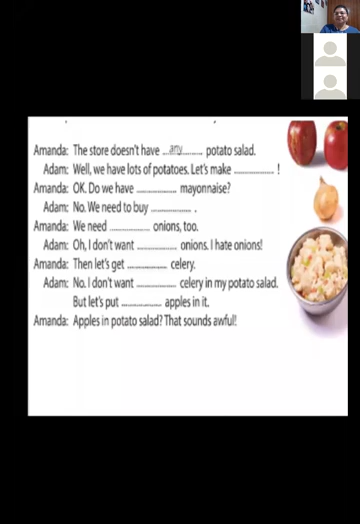 Amanda: The store doesn't have ...any... potato salad.
Adam: Well, we have lots of potatoes. Let's make ............... !
Amanda: OK. Do we have ............... mayonnaise?
Adam: No. We need to buy ............... .
Amanda: We need ............... onions, too.
Adam: Oh, I don't want ............... onions. I hate onions!
Amanda: Then let's get ............... celery.
Adam: No. I don't want ............... celery in my potato salad.
But let's put ............... apples in it.
Amanda: Apples in potato salad? That sounds awful!